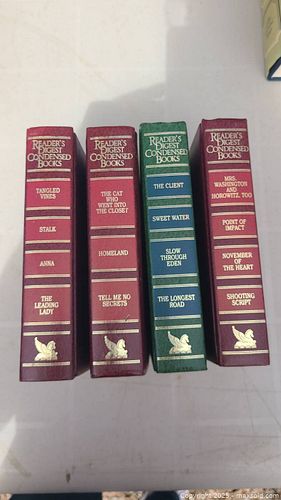 READER'S
DIGEST
CONDENSED
BOOKS
TANGLED
VINES
STALK
ANNA
THE
LEADING
LADY
READER'S
DIGEST
CONDENSED
BOOKS
THE CAT
WHO
WENT INTO
THE CLOSET
HOMELAND
TELL ME NO
SECRETS
READER'S
DIGEST
CONDENSED
BOOKS
THE CLIENT
SWEET WATER
SLOW
THROUGH
EDEN
THE LONGEST
ROAD
READER'S
DIGEST
CONDENSED
BOOKS
MRS.
WASHINGTON
AND
HOROWITZ, TOO
POINT OF
IMPACT
NOVEMBER
OF
THE HEART
SHOOTING
SCRIPT
Copyright © 2025 - maxsold.com